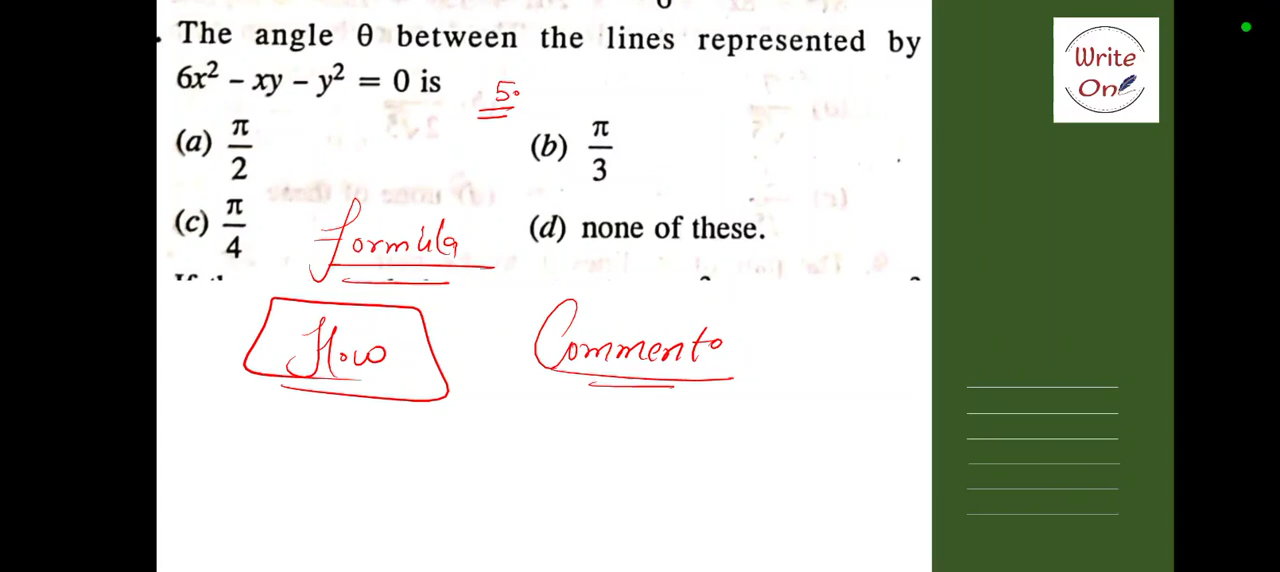 . The angle θ between the lines represented by
6x² – xy – y² = 0 is
5.
(a) π/2
(b) π/3
(c) π/4
(d) none of these.
formula
How
Comments
Write
On